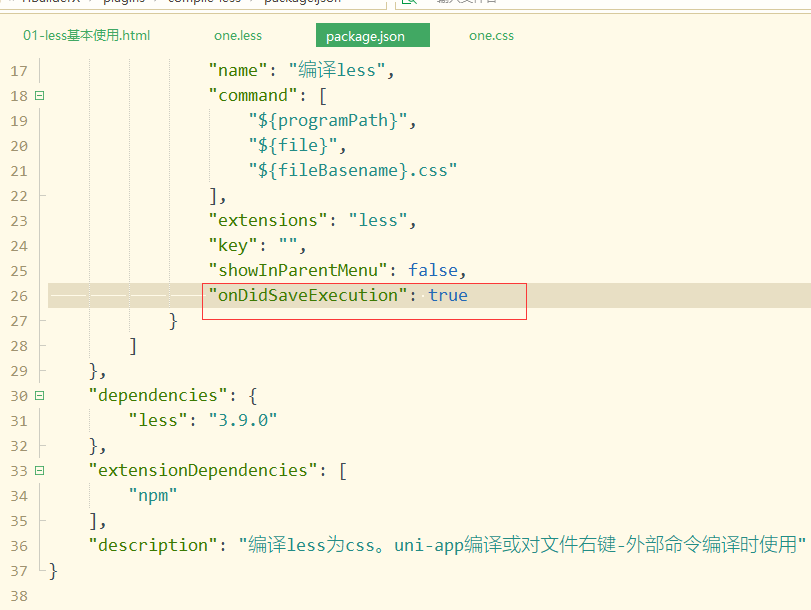 plugins
compile-less
package.json
01-less基本使用.html one.less package.json one.css
17 "name": "编译less",
18 "command": [
19 "${programPath}",
20 "${file}",
21 "${fileBasename}.css"
22 ],
23 "extensions": "less",
24 "key": "",
25 "showInParentMenu": false,
26 "onDidSaveExecution": true
27 }
28 ]
29 },
30 "dependencies": {
31 "less": "3.9.0"
32 },
33 "extensionDependencies": [
34 "npm"
35 ],
36 "description": "编译less为css。uni-app编译或对文件右键-外部命令编译时使用"
37 }
38